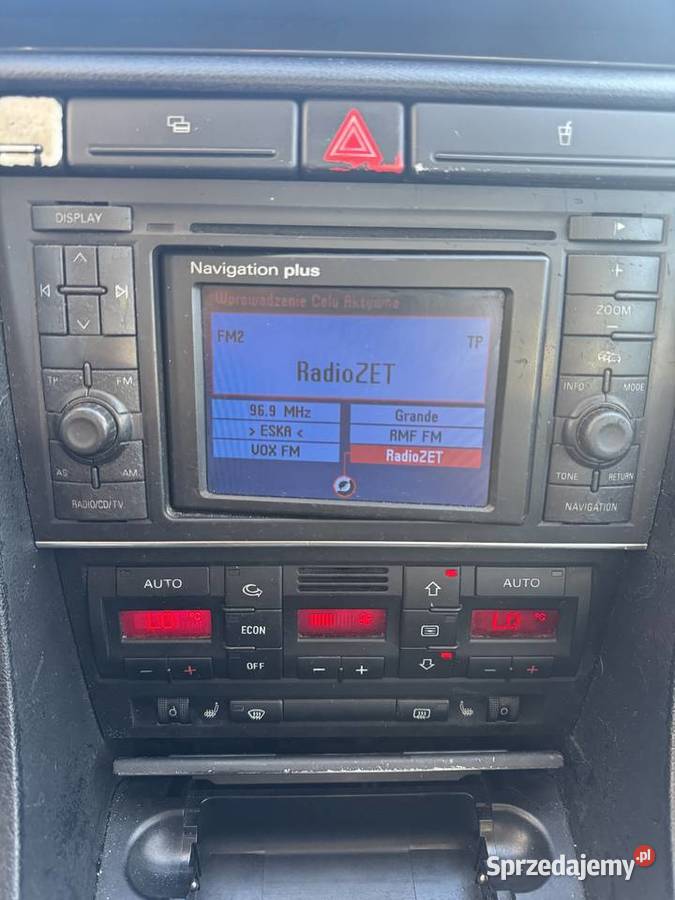 DISPLAY
Navigation plus
Wprowadzenie Celu Aktywne
FM2
TP
RadioZET
96.9 MHz
Grande
> ESKA <
RMF FM
VOX FM
RadioZET
+
ZOOM
−
TP
FM
INFO
MODE
AS
AM
TONE
RETURN
RADIO/CD/TV
NAVIGATION
AUTO
AUTO
LO °C
LO °C
ECON
OFF
− +
− +
− +
Sprzedajemy.pl